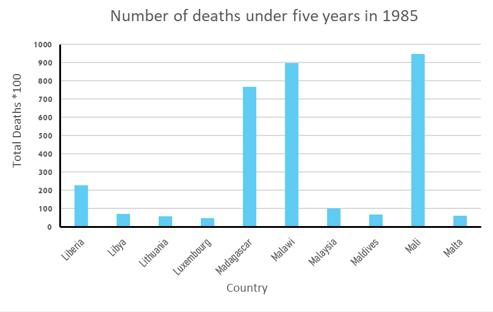 Number of deaths under five years in 1985
Total Deaths *100
1000
900
800
700
600
500
400
300
200
100
0
Liberia
Libya
Lithuania
Luxembourg
Madagascar
Malawi
Malaysia
Maldives
Mali
Malta
Country